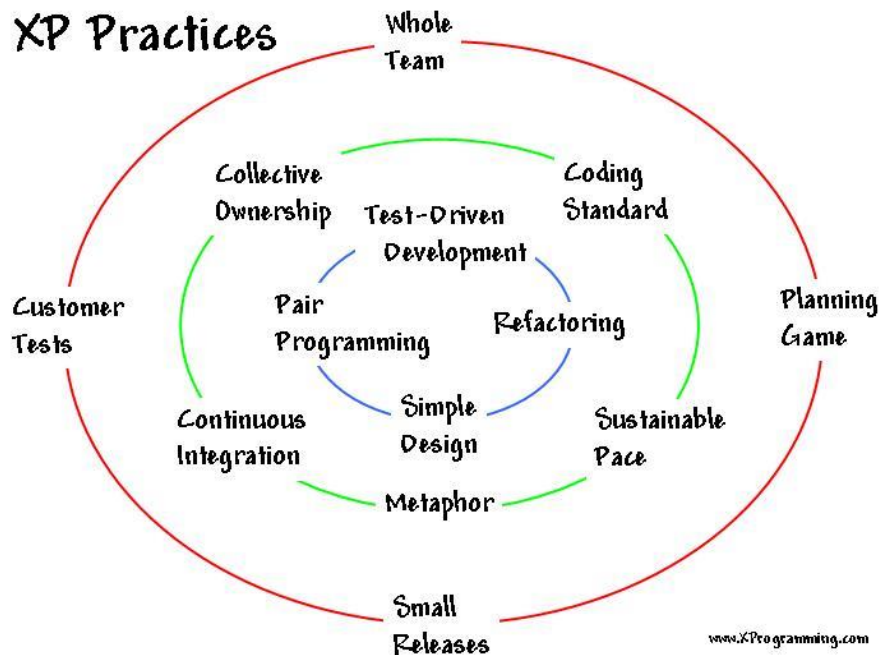 XP Practices
Whole
Team
Collective
Ownership
Coding
Standard
Test-Driven
Development
Customer
Tests
Pair
Programming
Refactoring
Planning
Game
Continuous
Integration
Simple
Design
Sustainable
Pace
Metaphor
Small
Releases
www.XProgramming.com